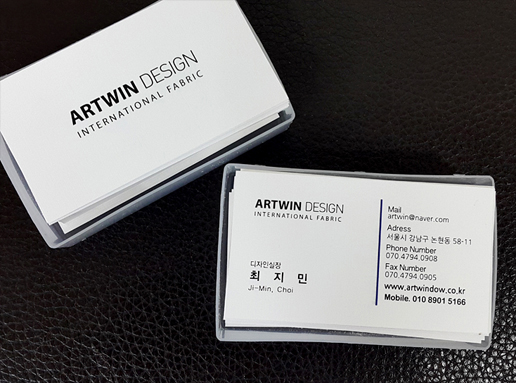 ARTWIN DESIGN
INTERNATIONAL FABRIC
ARTWIN DESIGN
INTERNATIONAL FABRIC
디자인실장
최 지 민
Ji-Min, Choi
Mail
artwin@naver.com
Adress
서울시 강남구 논현동 58-11
Phone Number
070.4794.0908
Fax Number
070.4794.0905
www.artwindow.co.kr
Mobile. 010 8901 5166